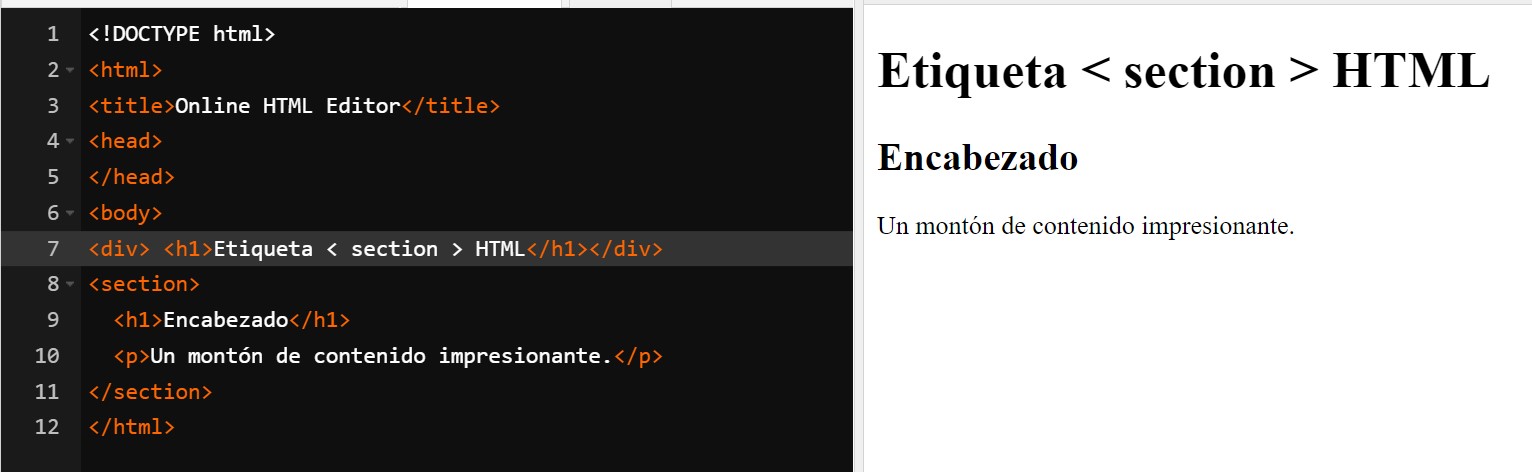 1 <!DOCTYPE html>
2 <html>
3 <title>Online HTML Editor</title>
4 <head>
5 </head>
6 <body>
7 <div> <h1>Etiqueta < section > HTML</h1></div>
8 <section>
9   <h1>Encabezado</h1>
10   <p>Un montón de contenido impresionante.</p>
11 </section>
12 </html>
Etiqueta < section > HTML
Encabezado
Un montón de contenido impresionante.